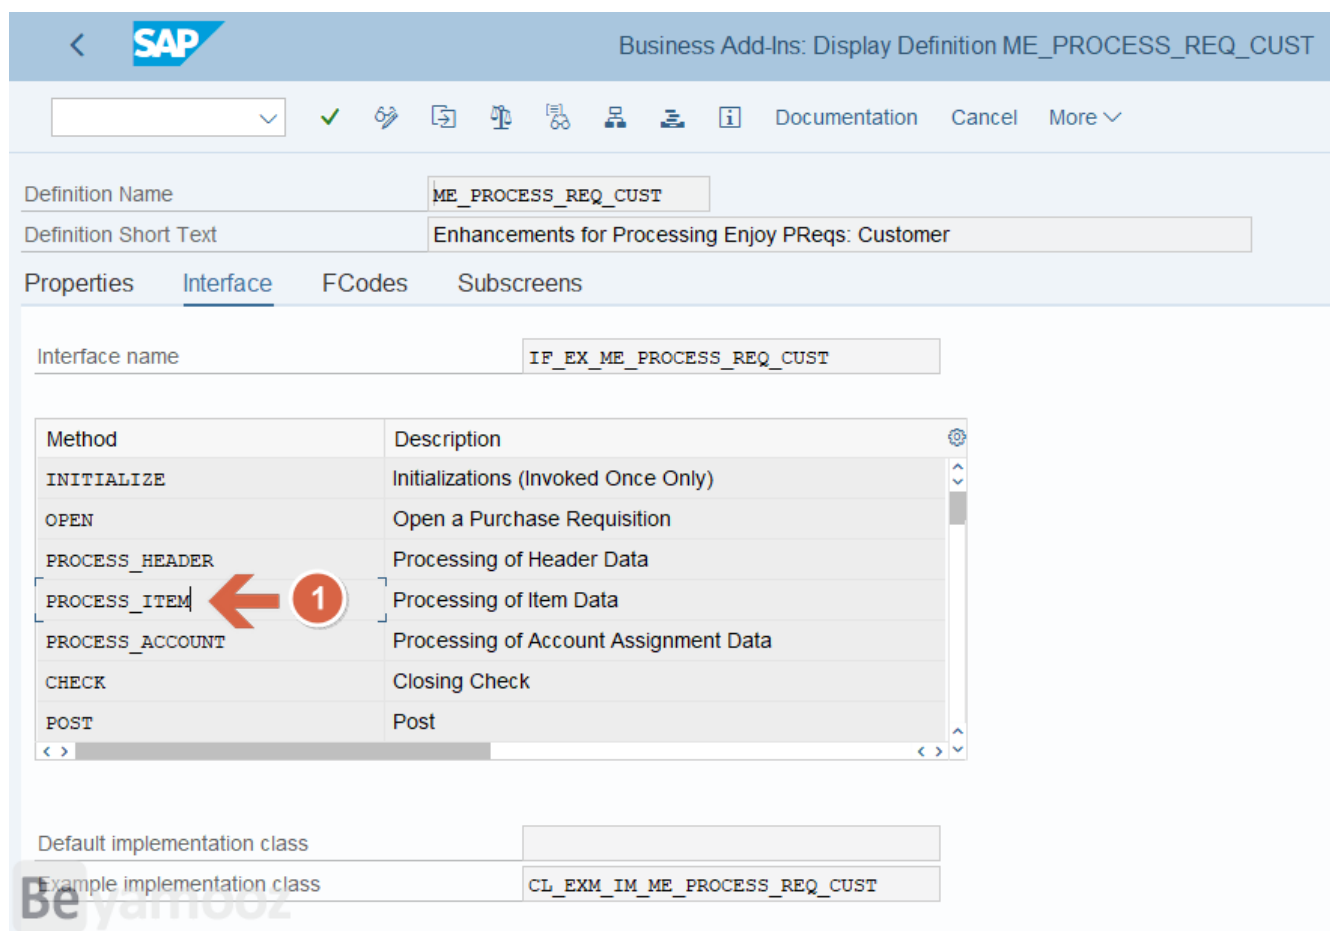 SAP Business Add-Ins: Display Definition ME_PROCESS_REQ_CUST
Documentation Cancel More
Definition Name ME_PROCESS_REQ_CUST
Definition Short Text Enhancements for Processing Enjoy PReqs: Customer
Properties Interface FCodes Subscreens
Interface name IF_EX_ME_PROCESS_REQ_CUST
Method Description
INITIALIZE Initializations (Invoked Once Only)
OPEN Open a Purchase Requisition
PROCESS_HEADER Processing of Header Data
PROCESS_ITEM 1 Processing of Item Data
PROCESS_ACCOUNT Processing of Account Assignment Data
CHECK Closing Check
POST Post
Default implementation class
Example implementation class CL_EXM_IM_ME_PROCESS_REQ_CUST
Beyamooz